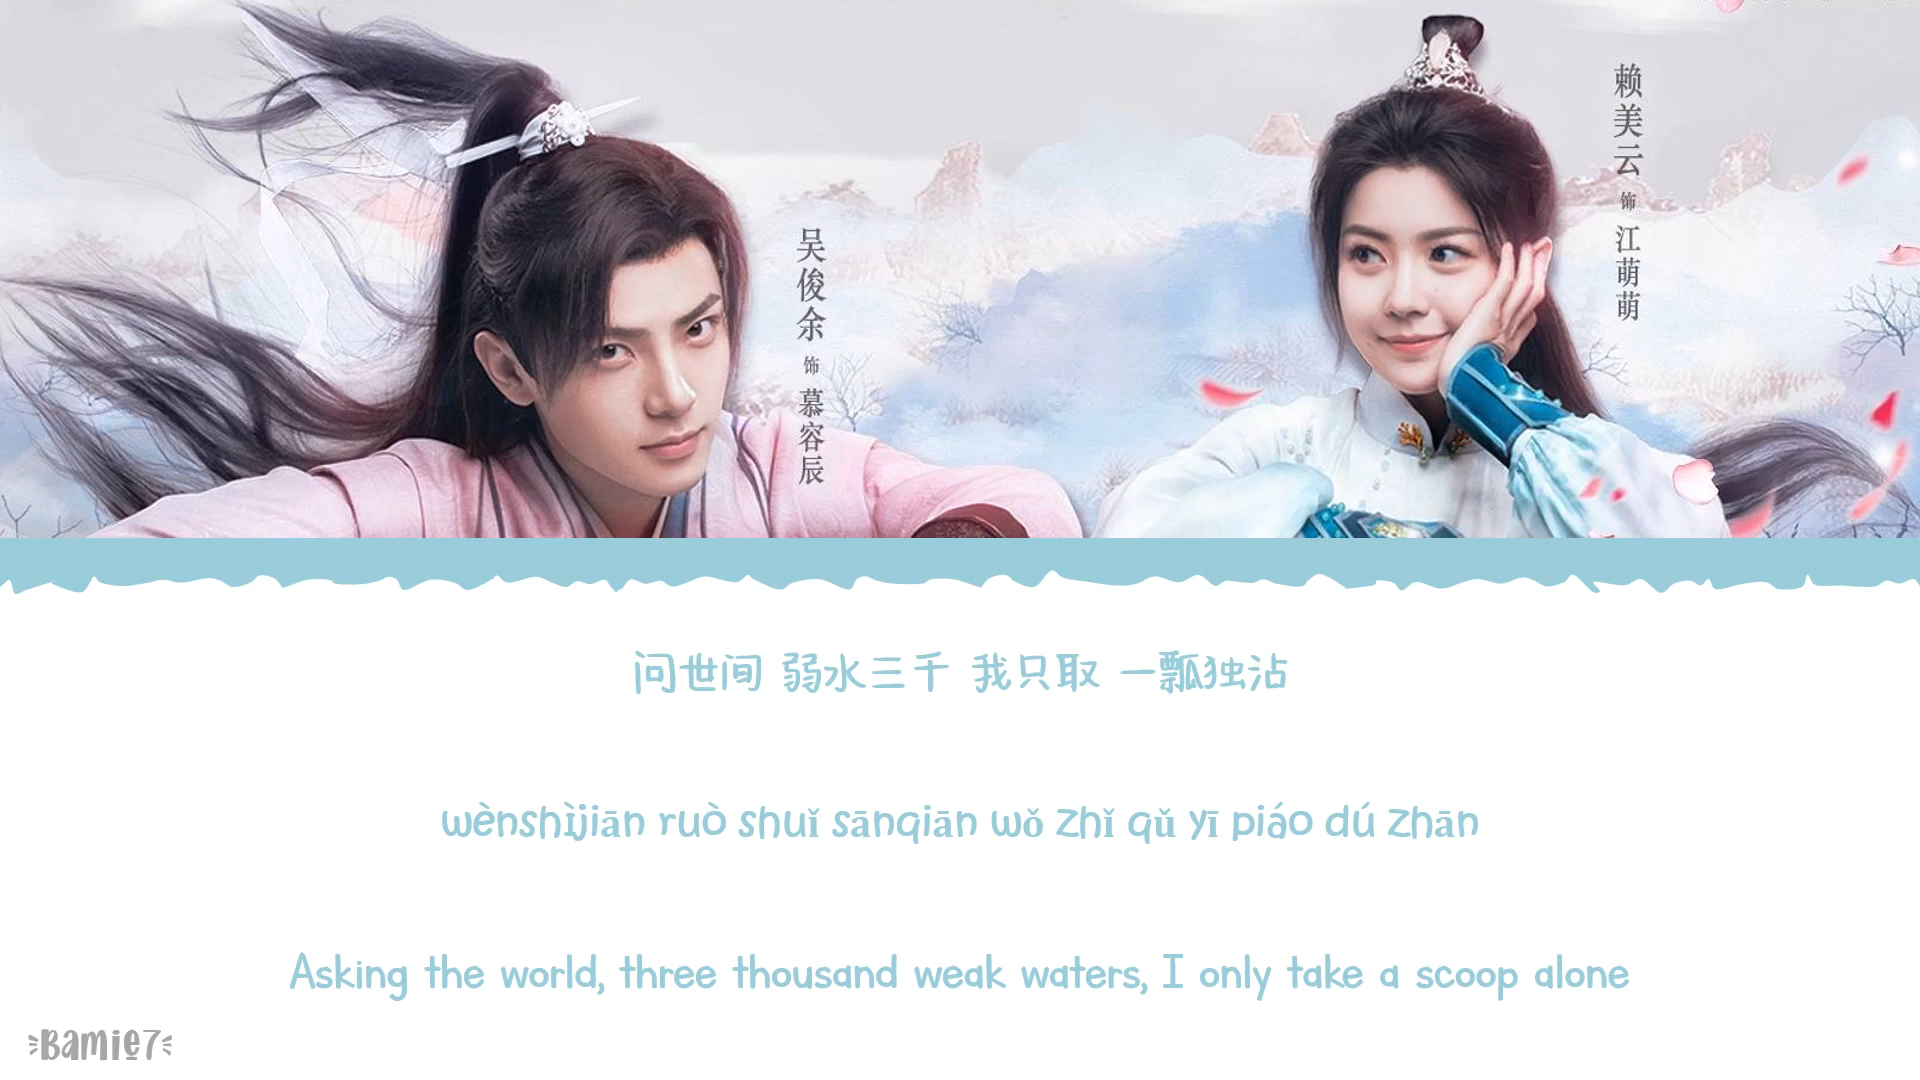 吴俊余 饰 慕容辰
赖美云 饰 江萌萌
问世间 弱水三千 我只取 一瓢独沾
wènshìjiān ruò shuǐ sānqiān wǒ zhǐ qǔ yī piáo dú zhān
Asking the world, three thousand weak waters, I only take a scoop alone
Bamie7